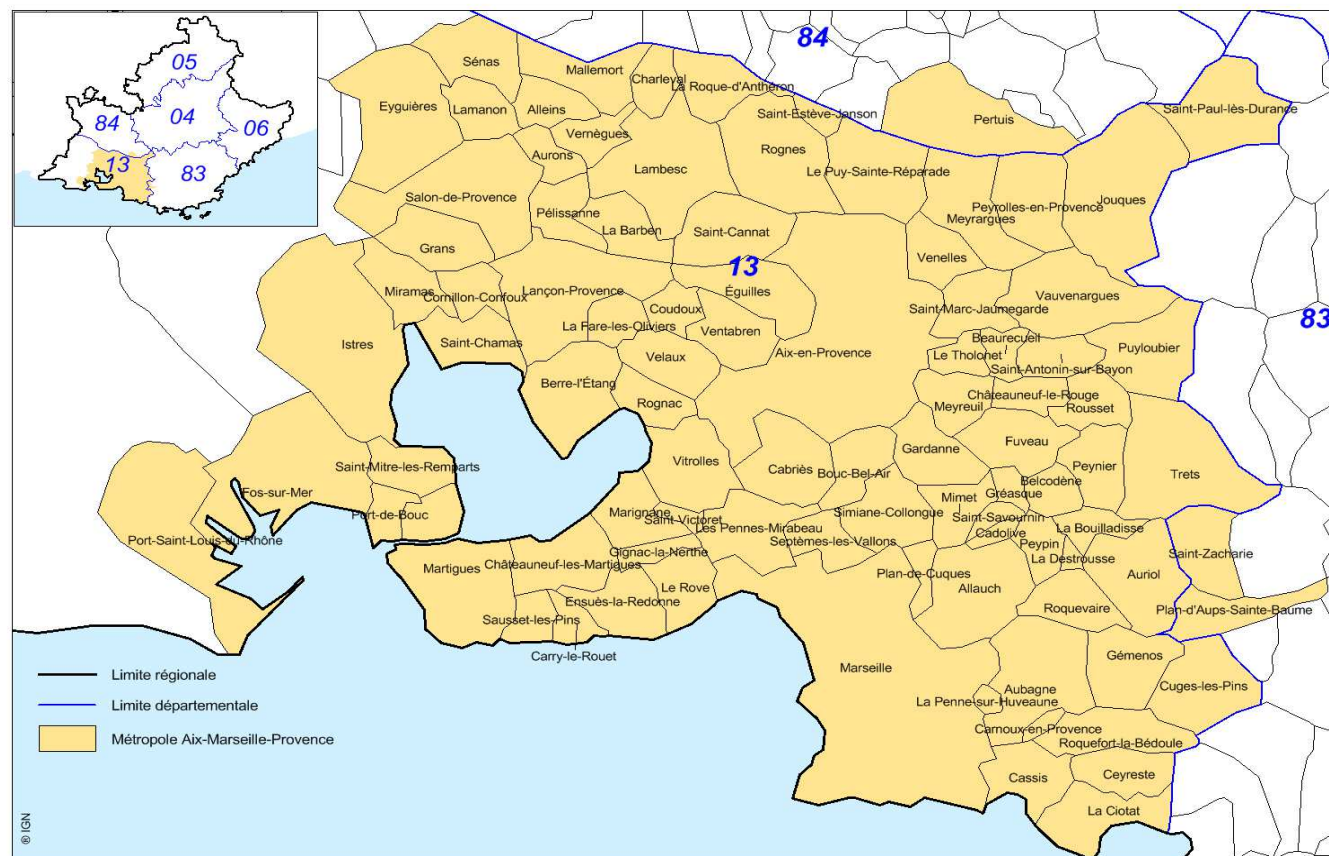 05
04
84
06
13
83
84
Sénas
Mallemort
Charleval
La Roque-d'Anthéron
Eyguières
Lamanon
Alleins
Saint-Estève-Janson
Pertuis
Saint-Paul-lès-Durance
Vernègues
Aurons
Rognes
Lambesc
Le Puy-Sainte-Réparade
Salon-de-Provence
Jouques
Peyrolles-en-Provence
Pélissanne
Meyrargues
La Barben
Saint-Cannat
Grans
Venelles
13
Miramas
Cornillon-Confoux
Lançon-Provence
Éguilles
Vauvenargues
Coudoux
Saint-Marc-Jaumegarde
83
La Fare-les-Oliviers
Ventabren
Istres
Saint-Chamas
Beaurecueil
Puyloubier
Velaux
Aix-en-Provence
Le Tholonet
Saint-Antonin-sur-Bayon
Berre-l'Étang
Châteauneuf-le-Rouge
Rognac
Meyreuil
Rousset
Fuveau
Gardanne
Saint-Mitre-les-Remparts
Vitrolles
Cabriès
Bouc-Bel-Air
Peynier
Trets
Belcodène
Fos-sur-Mer
Gréasque
Mimet
Port-de-Bouc
Marignane
Saint-Victoret
Les Pennes-Mirabeau
Simiane-Collongue
Saint-Savournin
La Bouilladisse
Cadolive
Port-Saint-Louis-du-Rhône
Septèmes-les-Vallons
Peypin
Gignac-la-Nerthe
Saint-Zacharie
La Destrousse
Châteauneuf-les-Martigues
Martigues
Plan-de-Cuques
Auriol
Allauch
Le Rove
Ensuès-la-Redonne
Roquevaire
Plan-d'Aups-Sainte-Baume
Sausset-les-Pins
Carry-le-Rouet
Gémenos
Marseille
Limite régionale
Aubagne
Cuges-les-Pins
La Penne-sur-Huveaune
Limite départementale
Carnoux-en-Provence
Métropole Aix-Marseille-Provence
Roquefort-la-Bédoule
Cassis
Ceyreste
La Ciotat
® IGN